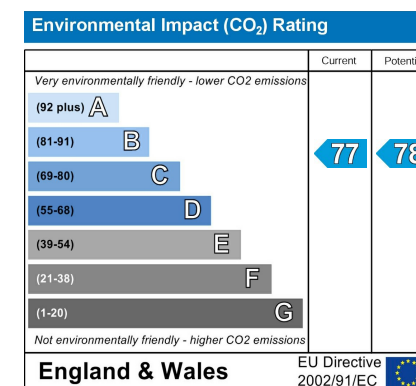 Environmental Impact (CO₂) Rating
Current Potenti
Very environmentally friendly - lower CO2 emissions
(92 plus) A
(81-91) B
(69-80) C
77 78
(55-68) D
(39-54) E
(21-38) F
(1-20) G
Not environmentally friendly - higher CO2 emissions
England & Wales
EU Directive
2002/91/EC